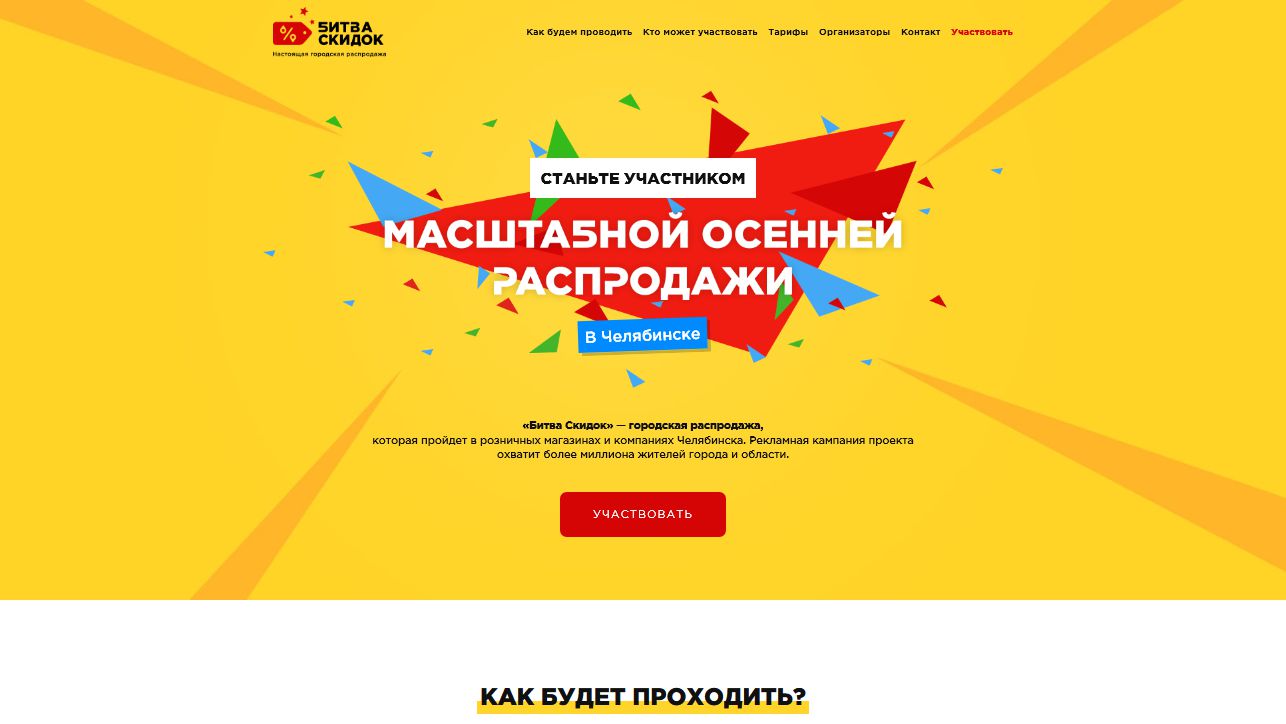 БИТВА
СКИДОК
Настоящая городская распродажа
Как будем проводить Кто может участвовать Тарифы Организаторы Контакт Участвовать
СТАНЬТЕ УЧАСТНИКОМ
МАСШТАБНОЙ ОСЕННЕЙ
РАСПРОДАЖИ
В Челябинске
«Битва Скидок» — городская распродажа,
которая пройдет в розничных магазинах и компаниях Челябинска. Рекламная кампания проекта
охватит более миллиона жителей города и области.
УЧАСТВОВАТЬ
КАК БУДЕТ ПРОХОДИТЬ?